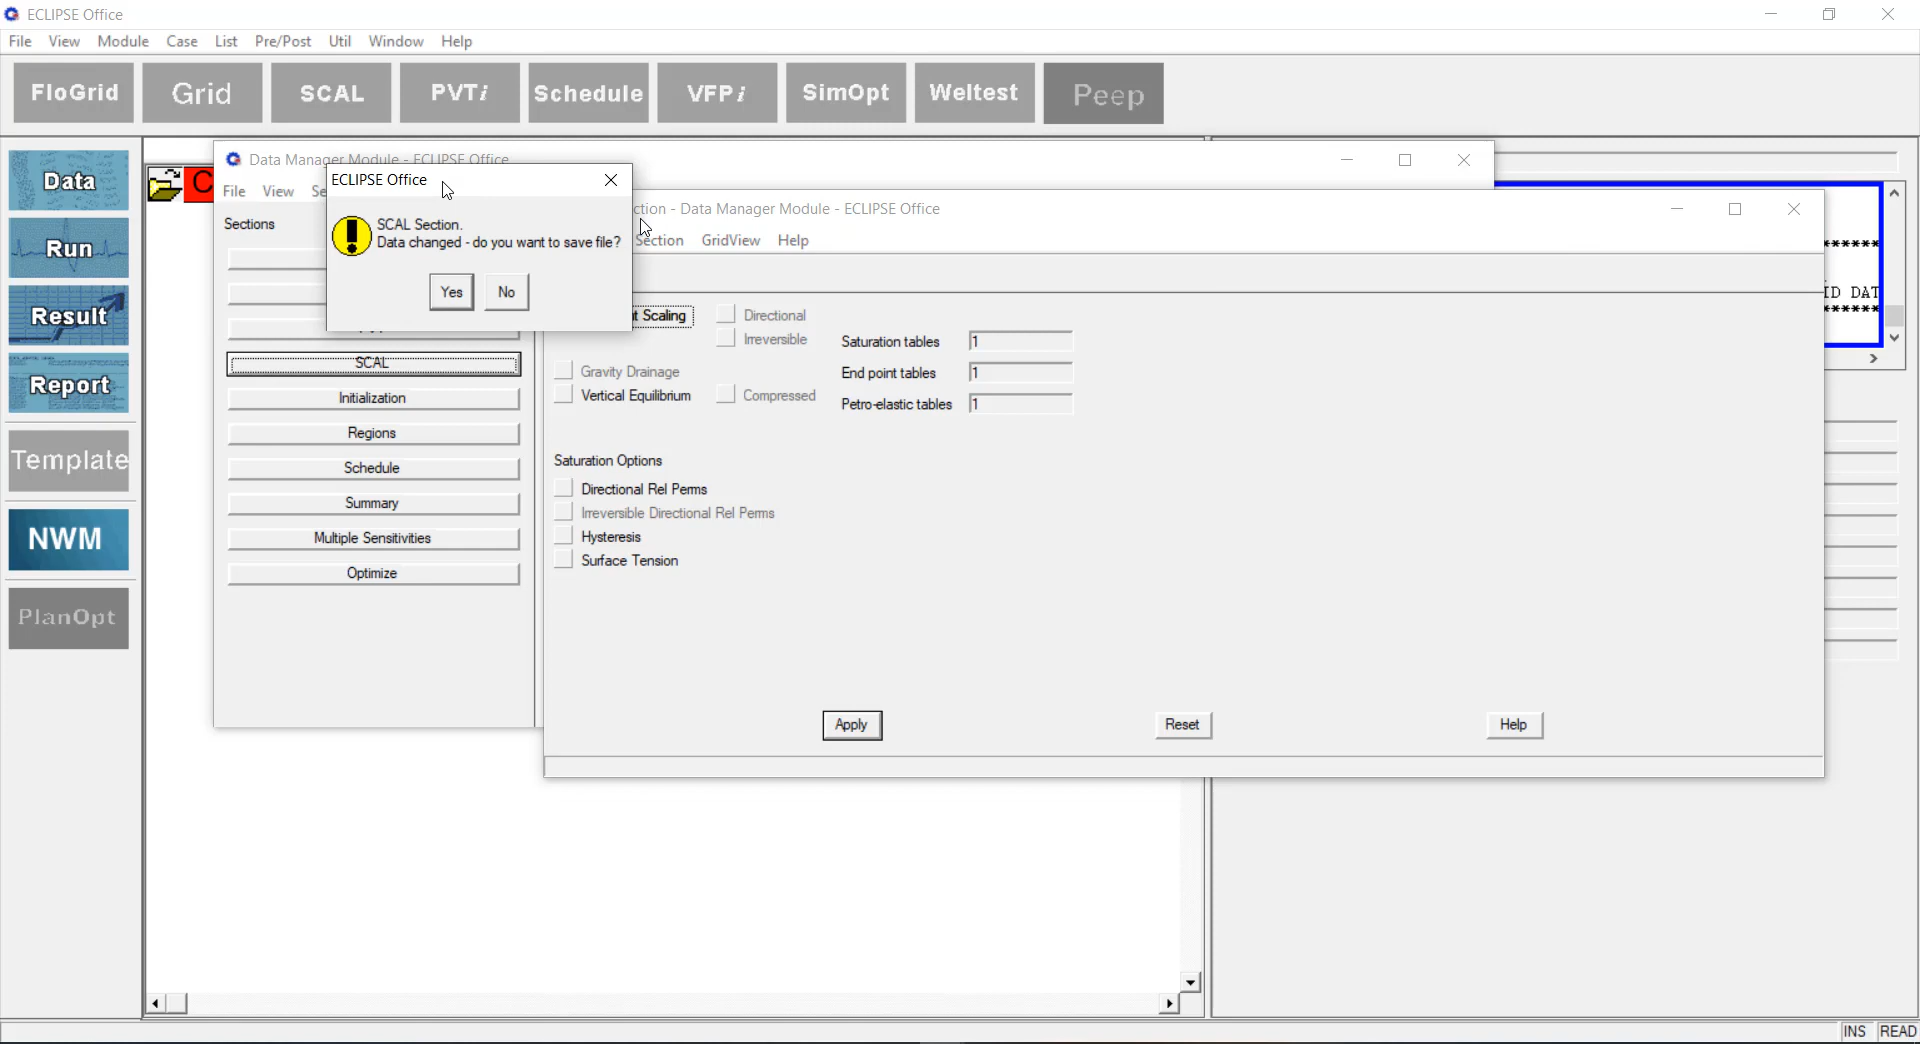 ECLIPSE Office
File View Module Case List Pre/Post Util Window Help
FloGrid Grid SCAL PVTi Schedule VFPi SimOpt Weltest Peep
Data
Run
Result
Report
Template
NWM
PlanOpt
C
Data Manager Module - ECLIPSE Office
File View Se
Sections
SCAL
Initialization
Regions
Schedule
Summary
Multiple Sensitivities
Optimize
ECLIPSE Office
SCAL Section.
Data changed - do you want to save file?
Yes No
ction - Data Manager Module - ECLIPSE Office
Section GridView Help
t Scaling
Directional
Irreversible
Gravity Drainage
Vertical Equilibrium
Compressed
Saturation tables 1
End point tables 1
Petro-elastic tables 1
Saturation Options
Directional Rel Perms
Irreversible Directional Rel Perms
Hysteresis
Surface Tension
Apply Reset Help
******
ID DAT
******
INS READ